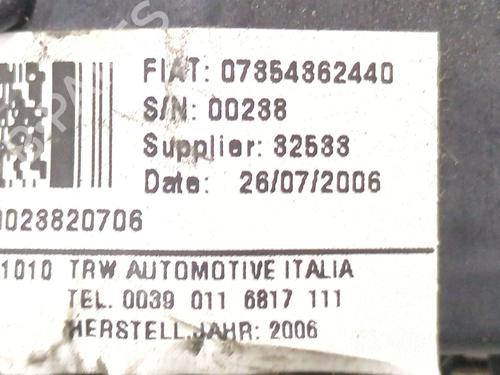 FIAT: 07354362440
S/N: 00238
Supplier: 32533
Date: 26/07/2006
0023820706
1010 TRW AUTOMOTIVE ITALIA
TEL. 0039 011 6817 111
HERSTELL.JAHR: 2006